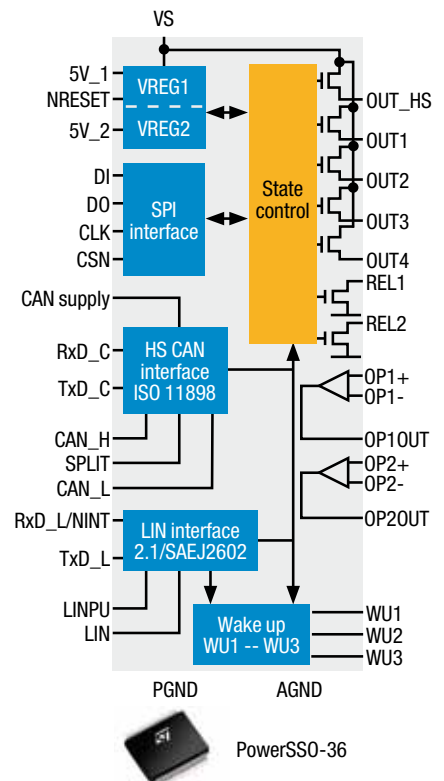 VS
5V_1
NRESET
5V_2
VREG1
VREG2
DI
DO
CLK
CSN
SPI
interface
State
control
OUT_HS
OUT1
OUT2
OUT3
OUT4
REL1
REL2
CAN supply
RxD_C
TxD_C
HS CAN
interface
ISO 11898
CAN_H
SPLIT
CAN_L
OP1+
OP1-
OP1OUT
OP2+
OP2-
OP2OUT
RxD_L/NINT
TxD_L
LIN interface
2.1/SAEJ2602
LINPU
LIN
Wake up
WU1 -- WU3
WU1
WU2
WU3
PGND
AGND
PowerSSO-36